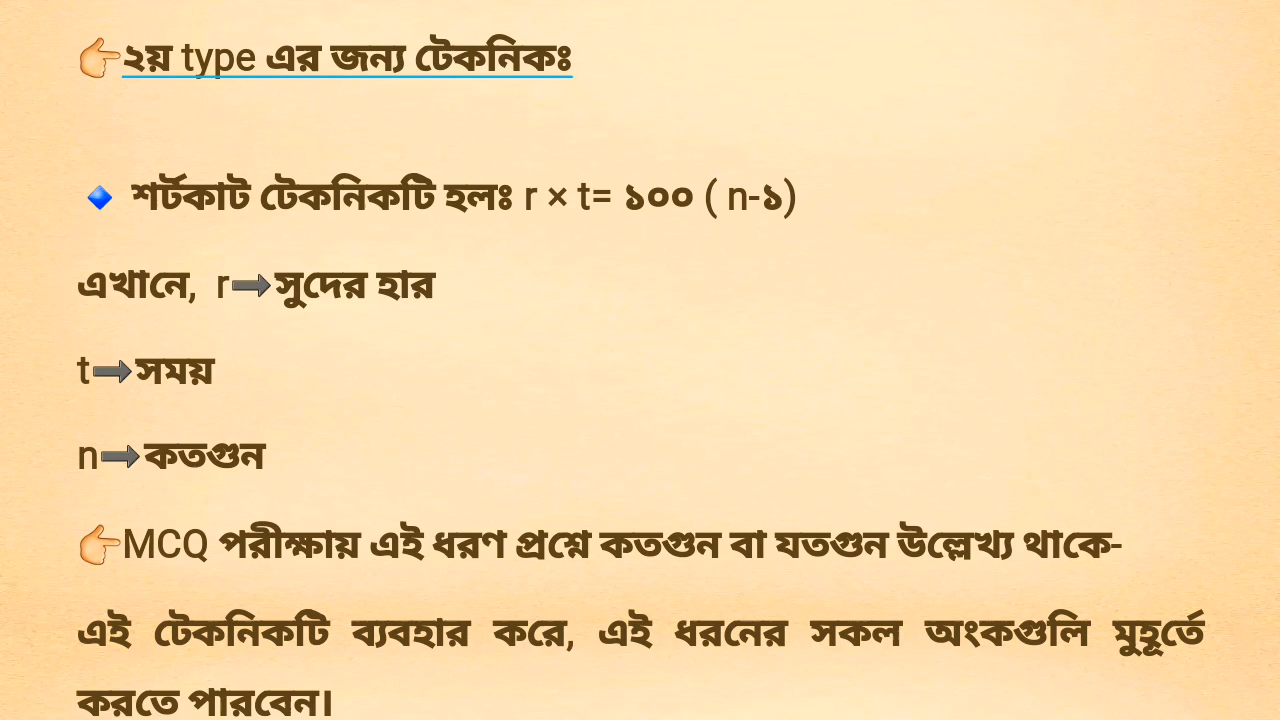 👉২য় type এর জন্য টেকনিকঃ
🔹 শর্টকাট টেকনিকটি হলঃ r × t= ১০০ ( n-১)
এখানে, r➡সুদের হার
t➡সময়
n➡কতগুন
👉MCQ পরীক্ষায় এই ধরণ প্রশ্নে কতগুন বা যতগুন উল্লেখ্য থাকে-
এই টেকনিকটি ব্যবহার করে, এই ধরনের সকল অংকগুলি মুহূর্তে
করতে পারবেন।